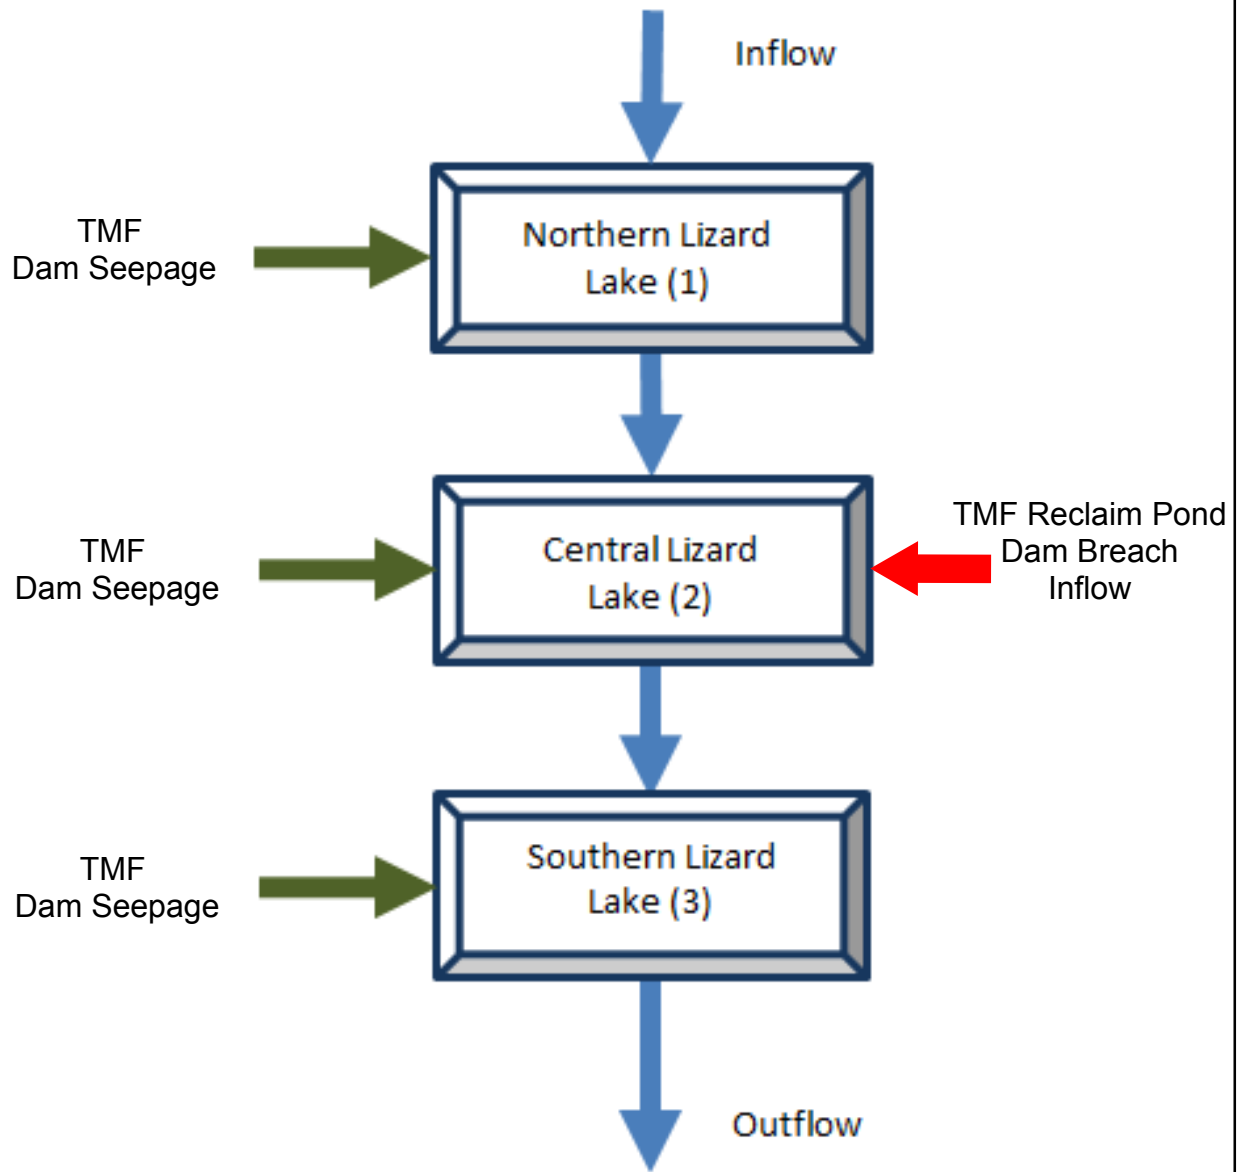 Inflow
TMF
Dam Seepage
Northern Lizard
Lake (1)
TMF
Dam Seepage
Central Lizard
Lake (2)
TMF Reclaim Pond
Dam Breach
Inflow
TMF
Dam Seepage
Southern Lizard
Lake (3)
Outflow